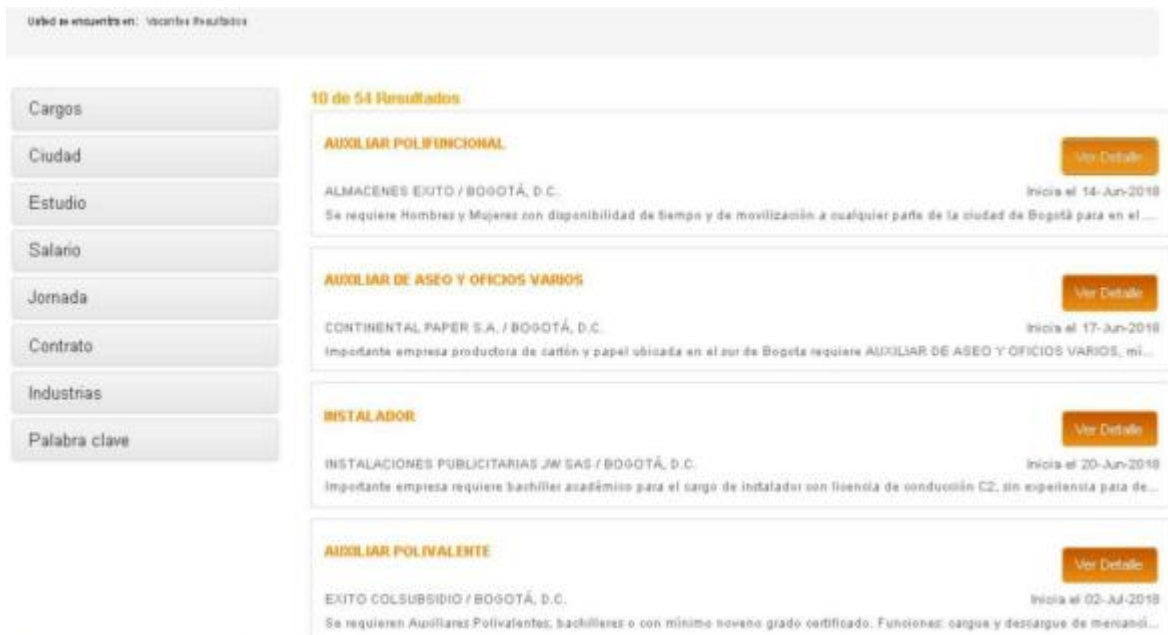 Usted se encuentra en: Vacantes Resultados
Cargos
Ciudad
Estudio
Salario
Jornada
Contrato
Industrias
Palabra clave
10 de 54 Resultados
AUXILIAR POLIFUNCIONAL
Ver Detalle
ALMACENES EXITO / BOGOTÁ, D.C.
Inicia el 14-Jun-2018
Se requiere Hombres y Mujeres con disponibilidad de tiempo y de movilización a cualquier parte de la ciudad de Bogotá para en el ...
AUXILIAR DE ASEO Y OFICIOS VARIOS
Ver Detalle
CONTINENTAL PAPER S.A. / BOGOTÁ, D.C.
Inicia el 17-Jun-2018
Importante empresa productora de cartón y papel ubicada en el sur de Bogota requiere AUXILIAR DE ASEO Y OFICIOS VARIOS, mí...
INSTALADOR
Ver Detalle
INSTALACIONES PUBLICITARIAS JW SAS / BOGOTÁ, D.C.
Inicia el 20-Jun-2018
Importante empresa requiere bachiller académico para el cargo de instalador con licencia de conducción C2, sin experiencia para de...
AUXILIAR POLIVALENTE
Ver Detalle
EXITO COLSUBSIDIO / BOGOTÁ, D.C.
Inicia el 02-Jul-2018
Se requieren Auxiliares Polivalentes, bachilleres o con mínimo noveno grado certificado. Funciones: cargue y descargue de mercancí...